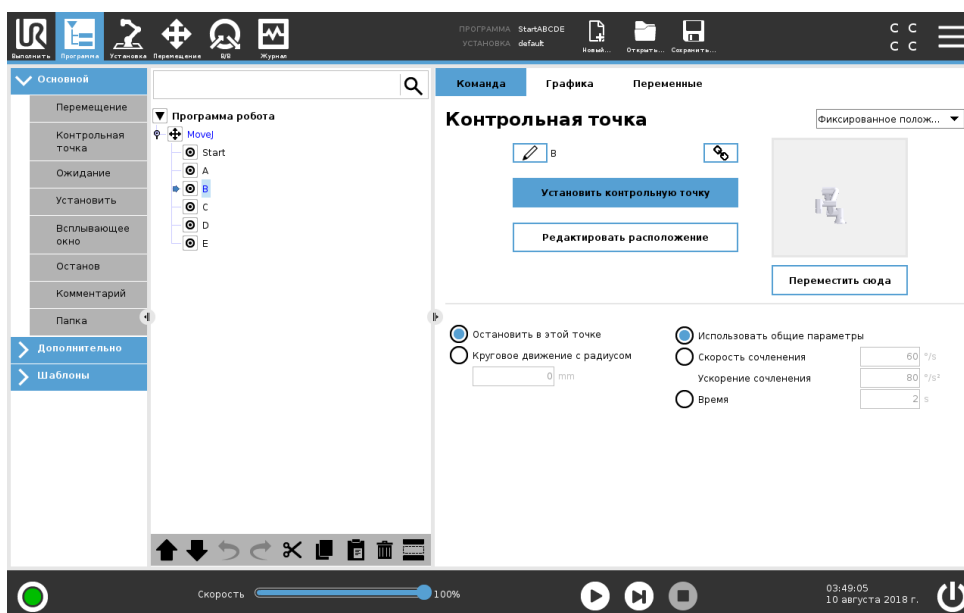 UR
ПРОГРАММА StartABCDE
УСТАНОВКА default
Выполнить Программа Установка Перемещение В/В Журнал
Новый... Открыть... Сохранить...
C C
C C
Основной
Перемещение
Контрольная
точка
Ожидание
Установить
Всплывающее
окно
Останов
Комментарий
Папка
Дополнительно
Шаблоны
Программа робота
MoveJ
Start
A
B
C
D
E
Команда Графика Переменные
Контрольная точка
Фиксированное полож...
B
Установить контрольную точку
Редактировать расположение
Переместить сюда
Остановить в этой точке
Круговое движение с радиусом
0 mm
Использовать общие параметры
Скорость сочленения 60 °/s
Ускорение сочленения 80 °/s²
Время 2 s
Скорость 100%
03:49:05
10 августа 2018 г.